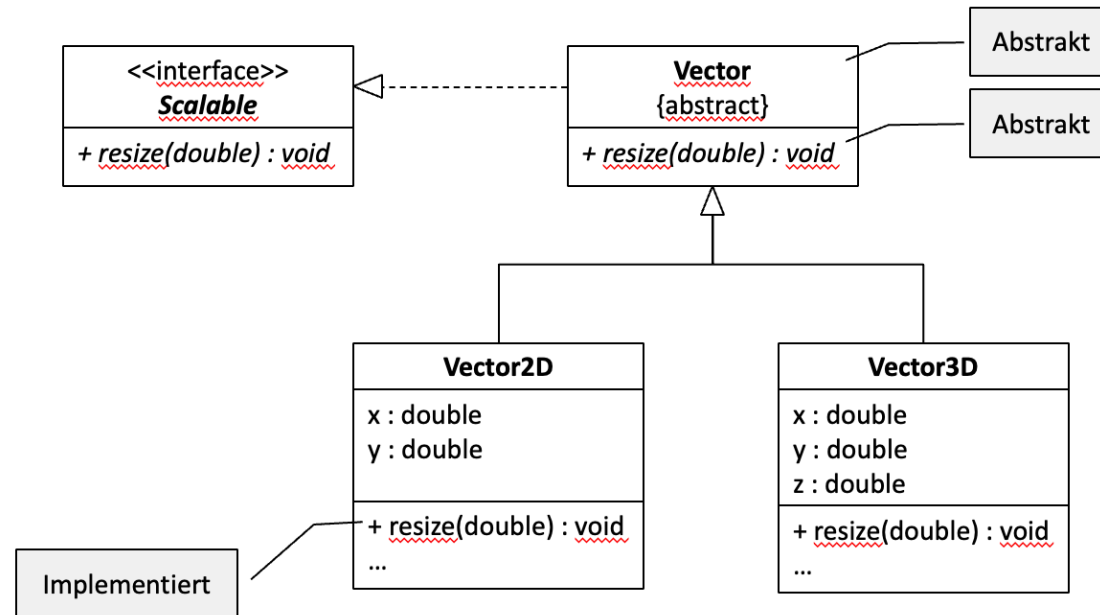 <<interface>>
Scalable
+ resize(double) : void
Vector
{abstract}
+ resize(double) : void
Abstrakt
Abstrakt
Vector2D
x : double
y : double
+ resize(double) : void
...
Vector3D
x : double
y : double
z : double
+ resize(double) : void
...
Implementiert